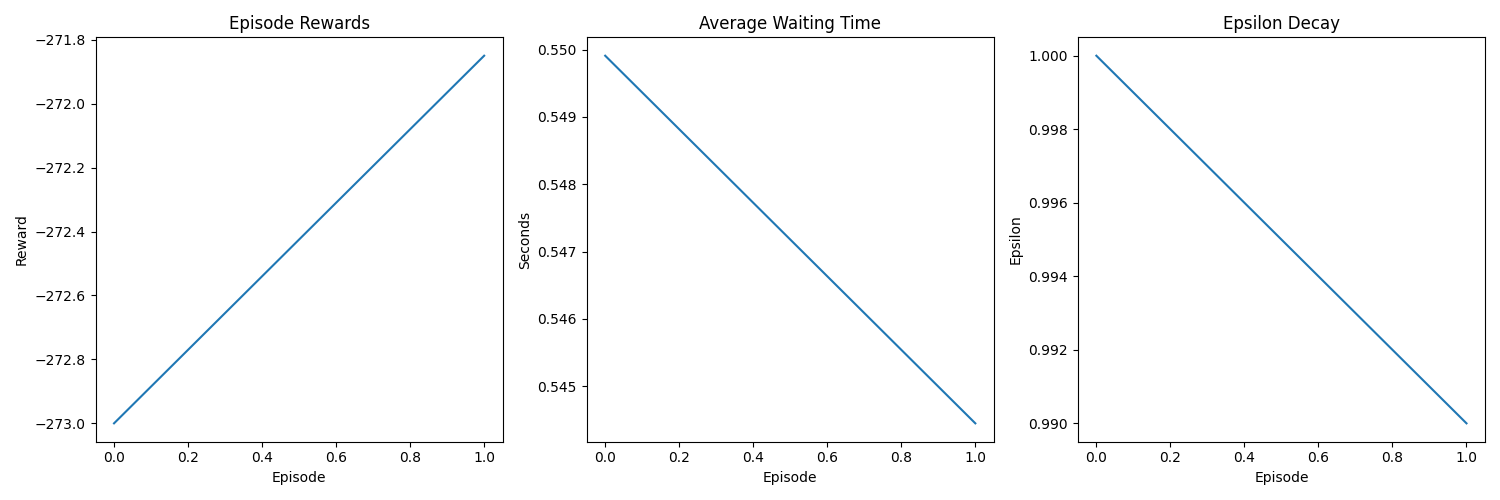 Episode Rewards
−271.8
−272.0
−272.2
−272.4
−272.6
−272.8
−273.0
Reward
0.0 0.2 0.4 0.6 0.8 1.0
Episode
Average Waiting Time
0.550
0.549
0.548
0.547
0.546
0.545
Seconds
0.0 0.2 0.4 0.6 0.8 1.0
Episode
Epsilon Decay
1.000
0.998
0.996
0.994
0.992
0.990
Epsilon
0.0 0.2 0.4 0.6 0.8 1.0
Episode